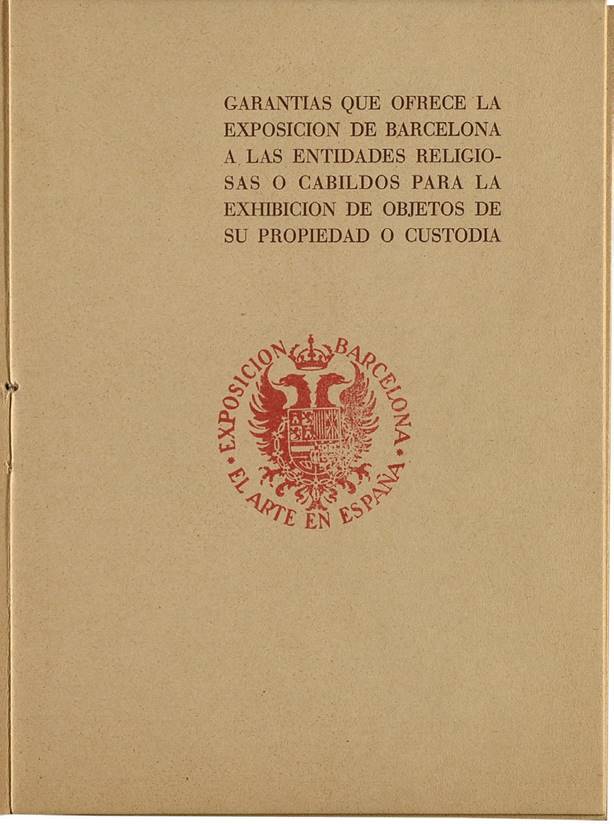 GARANTIAS QUE OFRECE LA
EXPOSICION DE BARCELONA
A LAS ENTIDADES RELIGIO-
SAS O CABILDOS PARA LA
EXHIBICION DE OBJETOS DE
SU PROPIEDAD O CUSTODIA
EXPOSICION BARCELONA
* EL ARTE EN ESPAÑA *